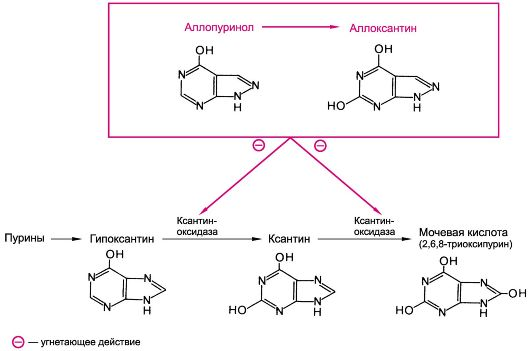 Аллопуринол
Аллоксантин
OH
N
N
N
N
H
OH
N
HO
N
N
N
H
Ксантин-
оксидаза
Ксантин-
оксидаза
Пурины
Гипоксантин
Ксантин
Мочевая кислота
(2,6,8-триоксипурин)
OH
N
N
N
N
H
OH
N
HO
N
N
N
H
OH
N
HO
N
N
N
H
OH
— угнетающее действие